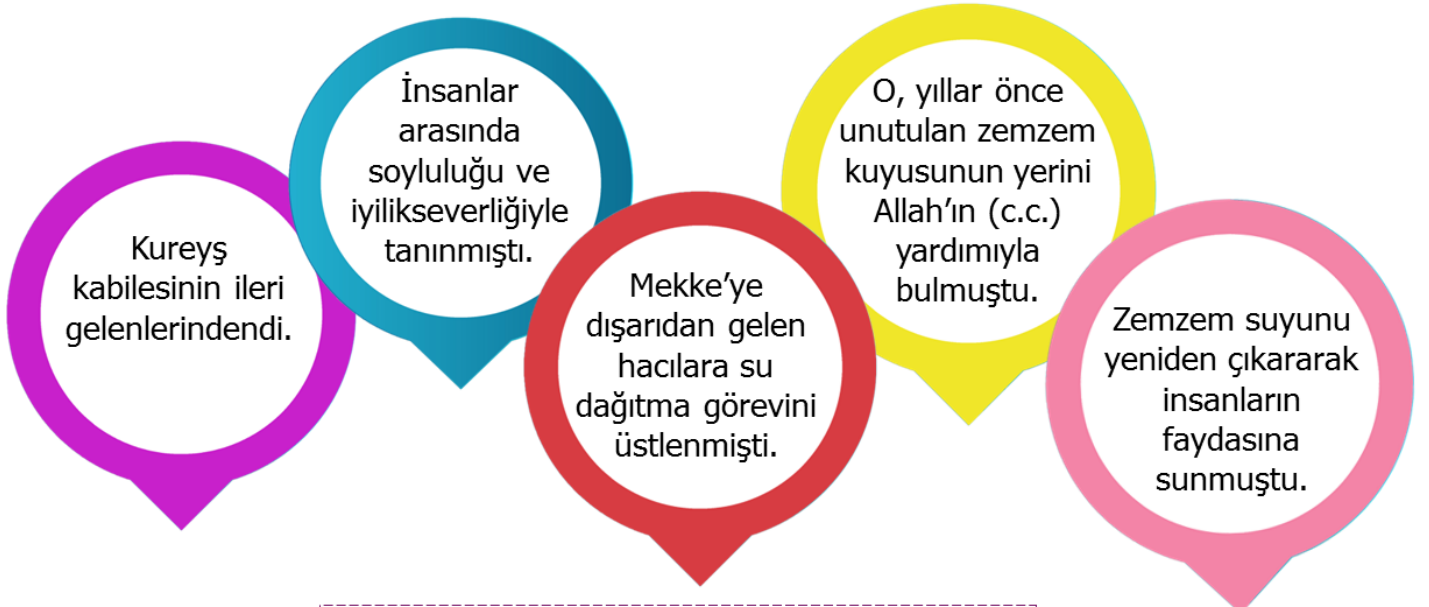 Kureyş
kabilesinin ileri
gelenlerindendi.
İnsanlar
arasında
soyluluğu ve
iyilikseverliğiyle
tanınmıştı.
Mekke’ye
dışarıdan gelen
hacılara su
dağıtma görevini
üstlenmişti.
O, yıllar önce
unutulan zemzem
kuyusunun yerini
Allah’ın (c.c.)
yardımıyla
bulmuştu.
Zemzem suyunu
yeniden çıkararak
insanların
faydasına
sunmuştu.